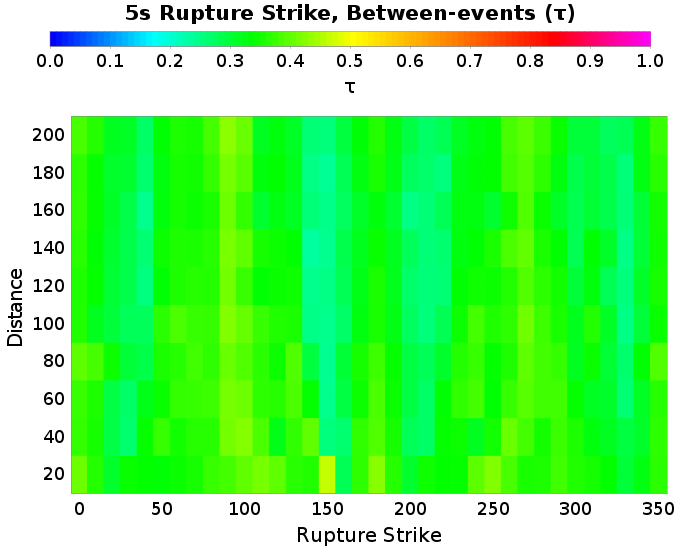 5s Rupture Strike, Between-events (τ)
0.0 0.1 0.2 0.3 0.4 0.5 0.6 0.7 0.8 0.9 1.0
τ
Distance
200
180
160
140
120
100
80
60
40
20
0 50 100 150 200 250 300 350
Rupture Strike